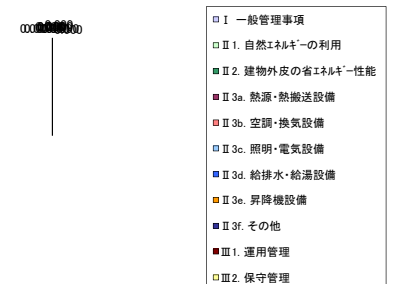 Ⅰ　一般管理事項
Ⅱ1. 自然ｴﾈﾙｷﾞｰの利用
Ⅱ2. 建物外皮の省ｴﾈﾙｷﾞｰ性能
Ⅱ3a. 熱源・熱搬送設備
Ⅱ3b. 空調・換気設備
Ⅱ3c. 照明・電気設備
Ⅱ3d. 給排水・給湯設備
Ⅱ3e. 昇降機設備
Ⅱ3f. その他
Ⅲ1. 運用管理
Ⅲ2. 保守管理